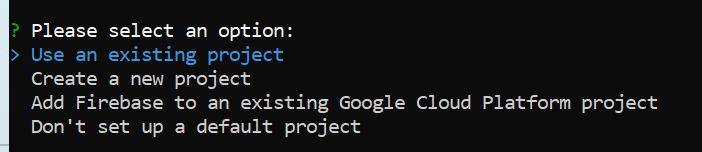 ? Please select an option:
> Use an existing project
Create a new project
Add Firebase to an existing Google Cloud Platform project
Don't set up a default project